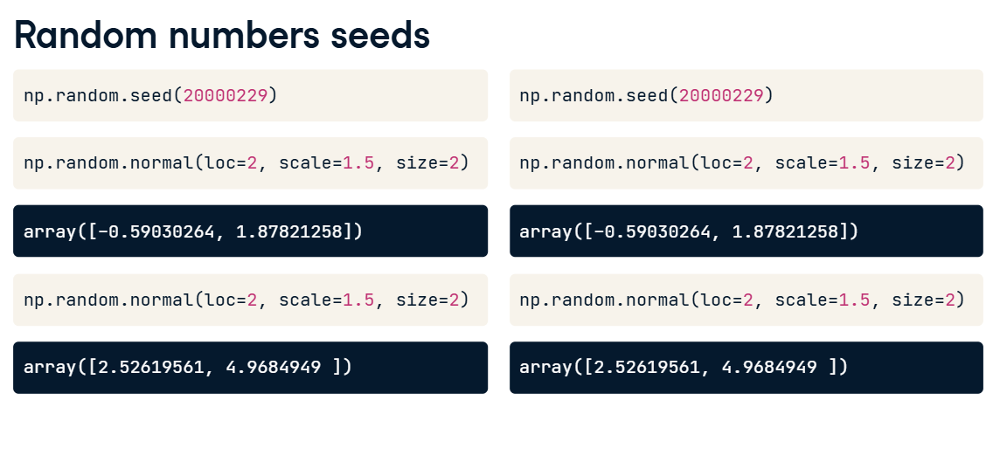 Random numbers seeds
np.random.seed(20000229)
np.random.normal(loc=2, scale=1.5, size=2)
array([-0.59030264, 1.87821258])
np.random.normal(loc=2, scale=1.5, size=2)
array([2.52619561, 4.9684949 ])
np.random.seed(20000229)
np.random.normal(loc=2, scale=1.5, size=2)
array([-0.59030264, 1.87821258])
np.random.normal(loc=2, scale=1.5, size=2)
array([2.52619561, 4.9684949 ])